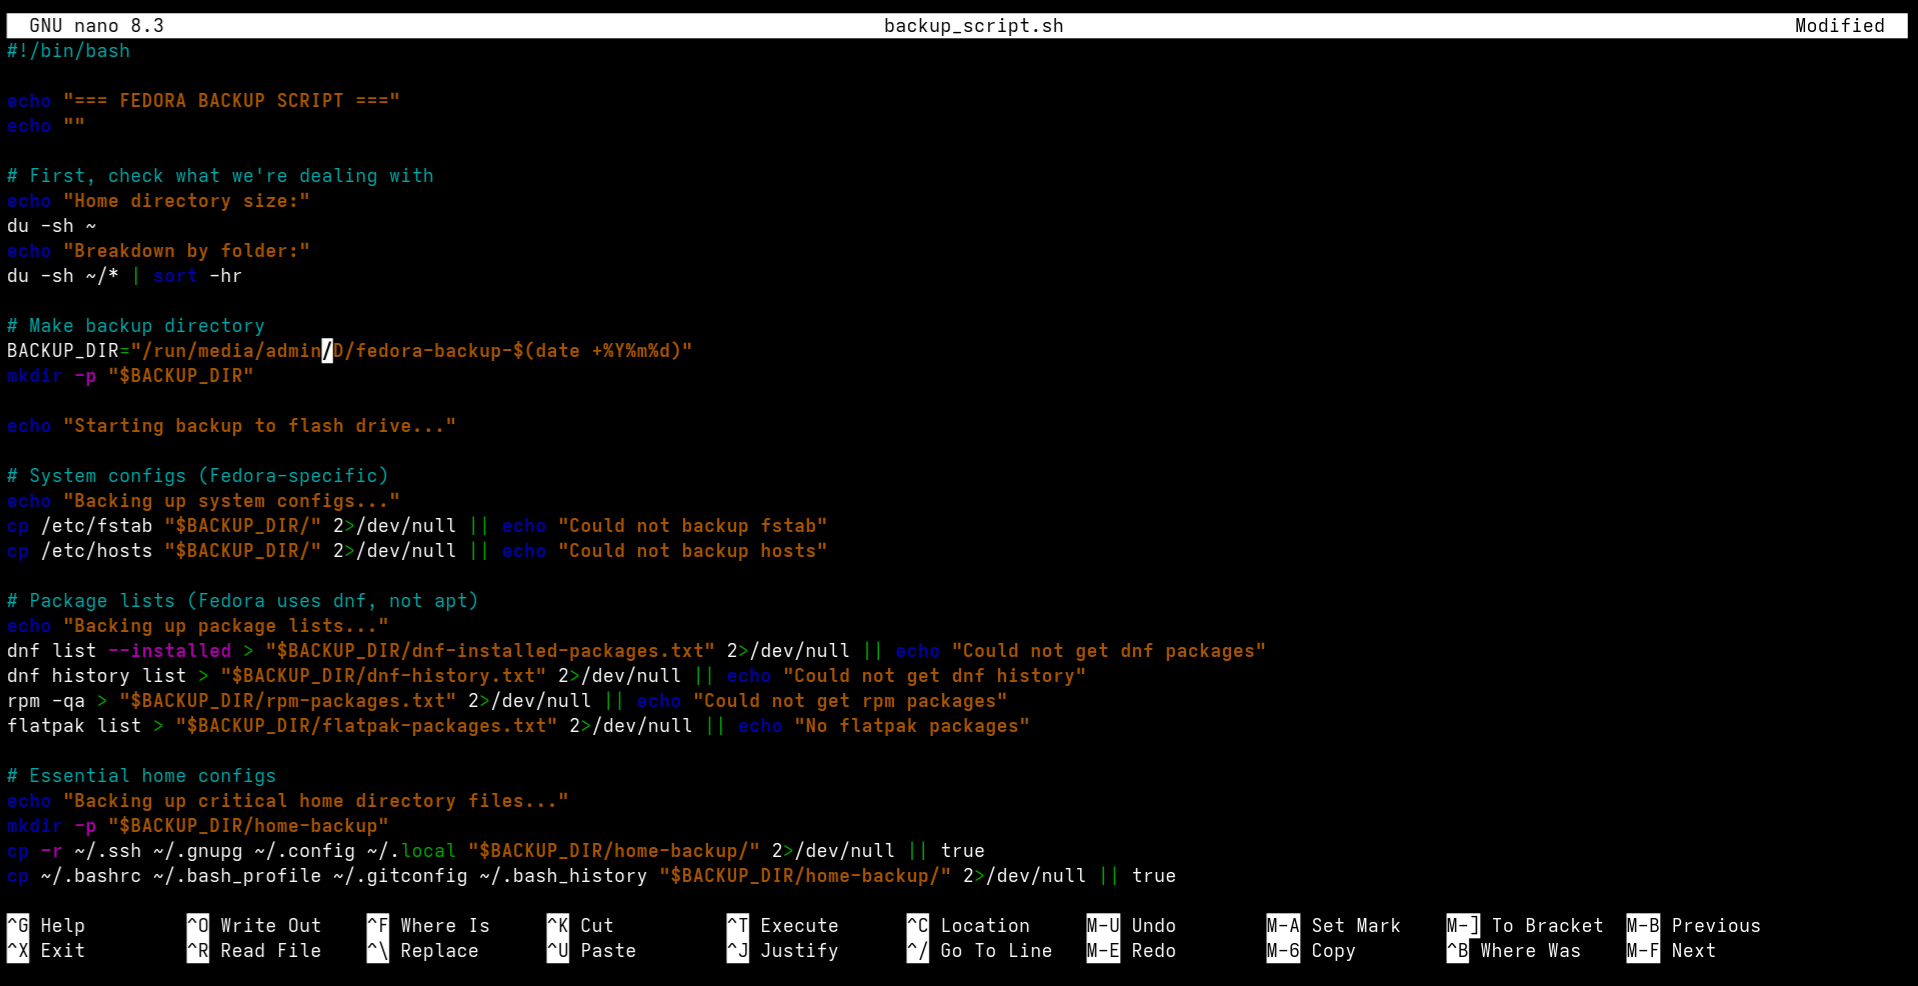 GNU nano 8.3 backup_script.sh Modified
#!/bin/bash
echo "=== FEDORA BACKUP SCRIPT ==="
echo ""
# First, check what we're dealing with
echo "Home directory size:"
du -sh ~
echo "Breakdown by folder:"
du -sh ~/* | sort -hr
# Make backup directory
BACKUP_DIR="/run/media/admin/D/fedora-backup-$(date +%Y%m%d)"
mkdir -p "$BACKUP_DIR"
echo "Starting backup to flash drive..."
# System configs (Fedora-specific)
echo "Backing up system configs..."
cp /etc/fstab "$BACKUP_DIR/" 2>/dev/null || echo "Could not backup fstab"
cp /etc/hosts "$BACKUP_DIR/" 2>/dev/null || echo "Could not backup hosts"
# Package lists (Fedora uses dnf, not apt)
echo "Backing up package lists..."
dnf list --installed > "$BACKUP_DIR/dnf-installed-packages.txt" 2>/dev/null || echo "Could not get dnf packages"
dnf history list > "$BACKUP_DIR/dnf-history.txt" 2>/dev/null || echo "Could not get dnf history"
rpm -qa > "$BACKUP_DIR/rpm-packages.txt" 2>/dev/null || echo "Could not get rpm packages"
flatpak list > "$BACKUP_DIR/flatpak-packages.txt" 2>/dev/null || echo "No flatpak packages"
# Essential home configs
echo "Backing up critical home directory files..."
mkdir -p "$BACKUP_DIR/home-backup"
cp -r ~/.ssh ~/.gnupg ~/.config ~/.local "$BACKUP_DIR/home-backup/" 2>/dev/null || true
cp ~/.bashrc ~/.bash_profile ~/.gitconfig ~/.bash_history "$BACKUP_DIR/home-backup/" 2>/dev/null || true
^G Help ^O Write Out ^F Where Is ^K Cut ^T Execute ^C Location M-U Undo M-A Set Mark M-] To Bracket M-B Previous
^X Exit ^R Read File ^\ Replace ^U Paste ^J Justify ^/ Go To Line M-E Redo M-6 Copy ^B Where Was M-F Next